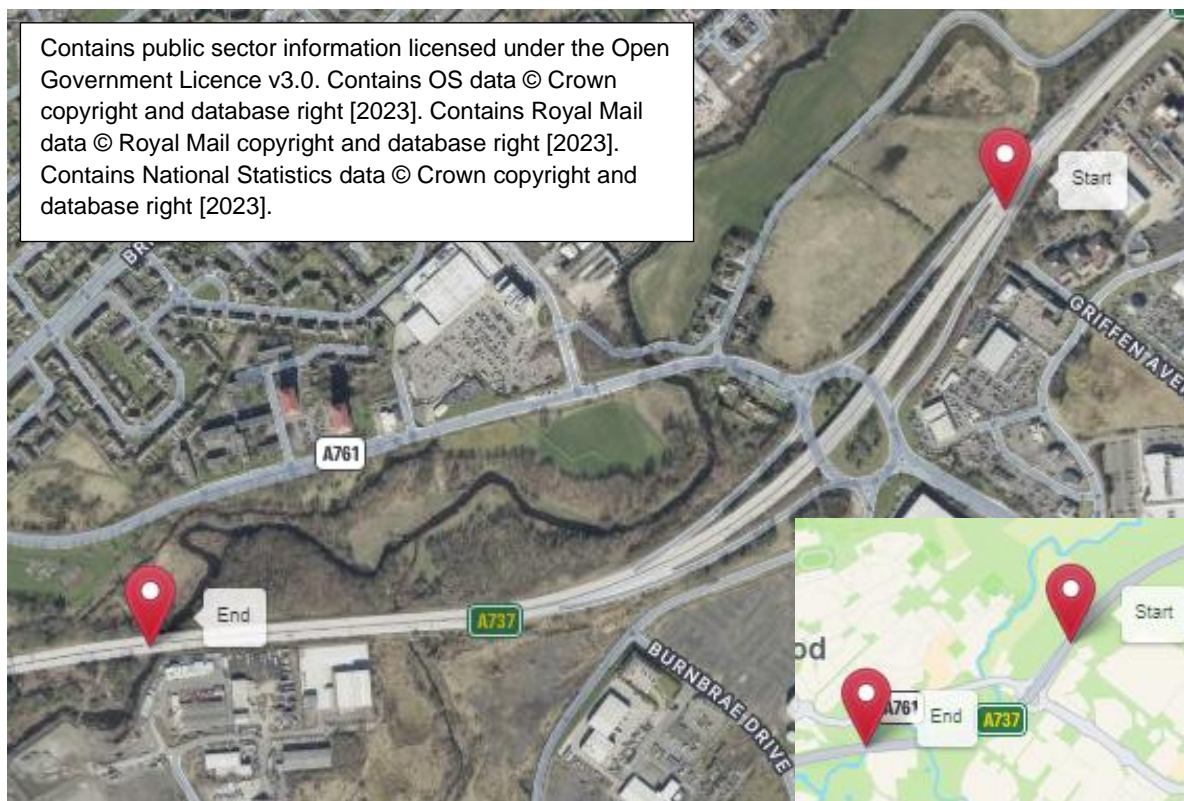 Contains public sector information licensed under the Open
Government Licence v3.0. Contains OS data © Crown
copyright and database right [2023]. Contains Royal Mail
data © Royal Mail copyright and database right [2023].
Contains National Statistics data © Crown copyright and
database right [2023].
Start
GRIFFEN AVE
BRI
A761
End
A737
BURNBRAE DRIVE
Start
od
A761
End
A737